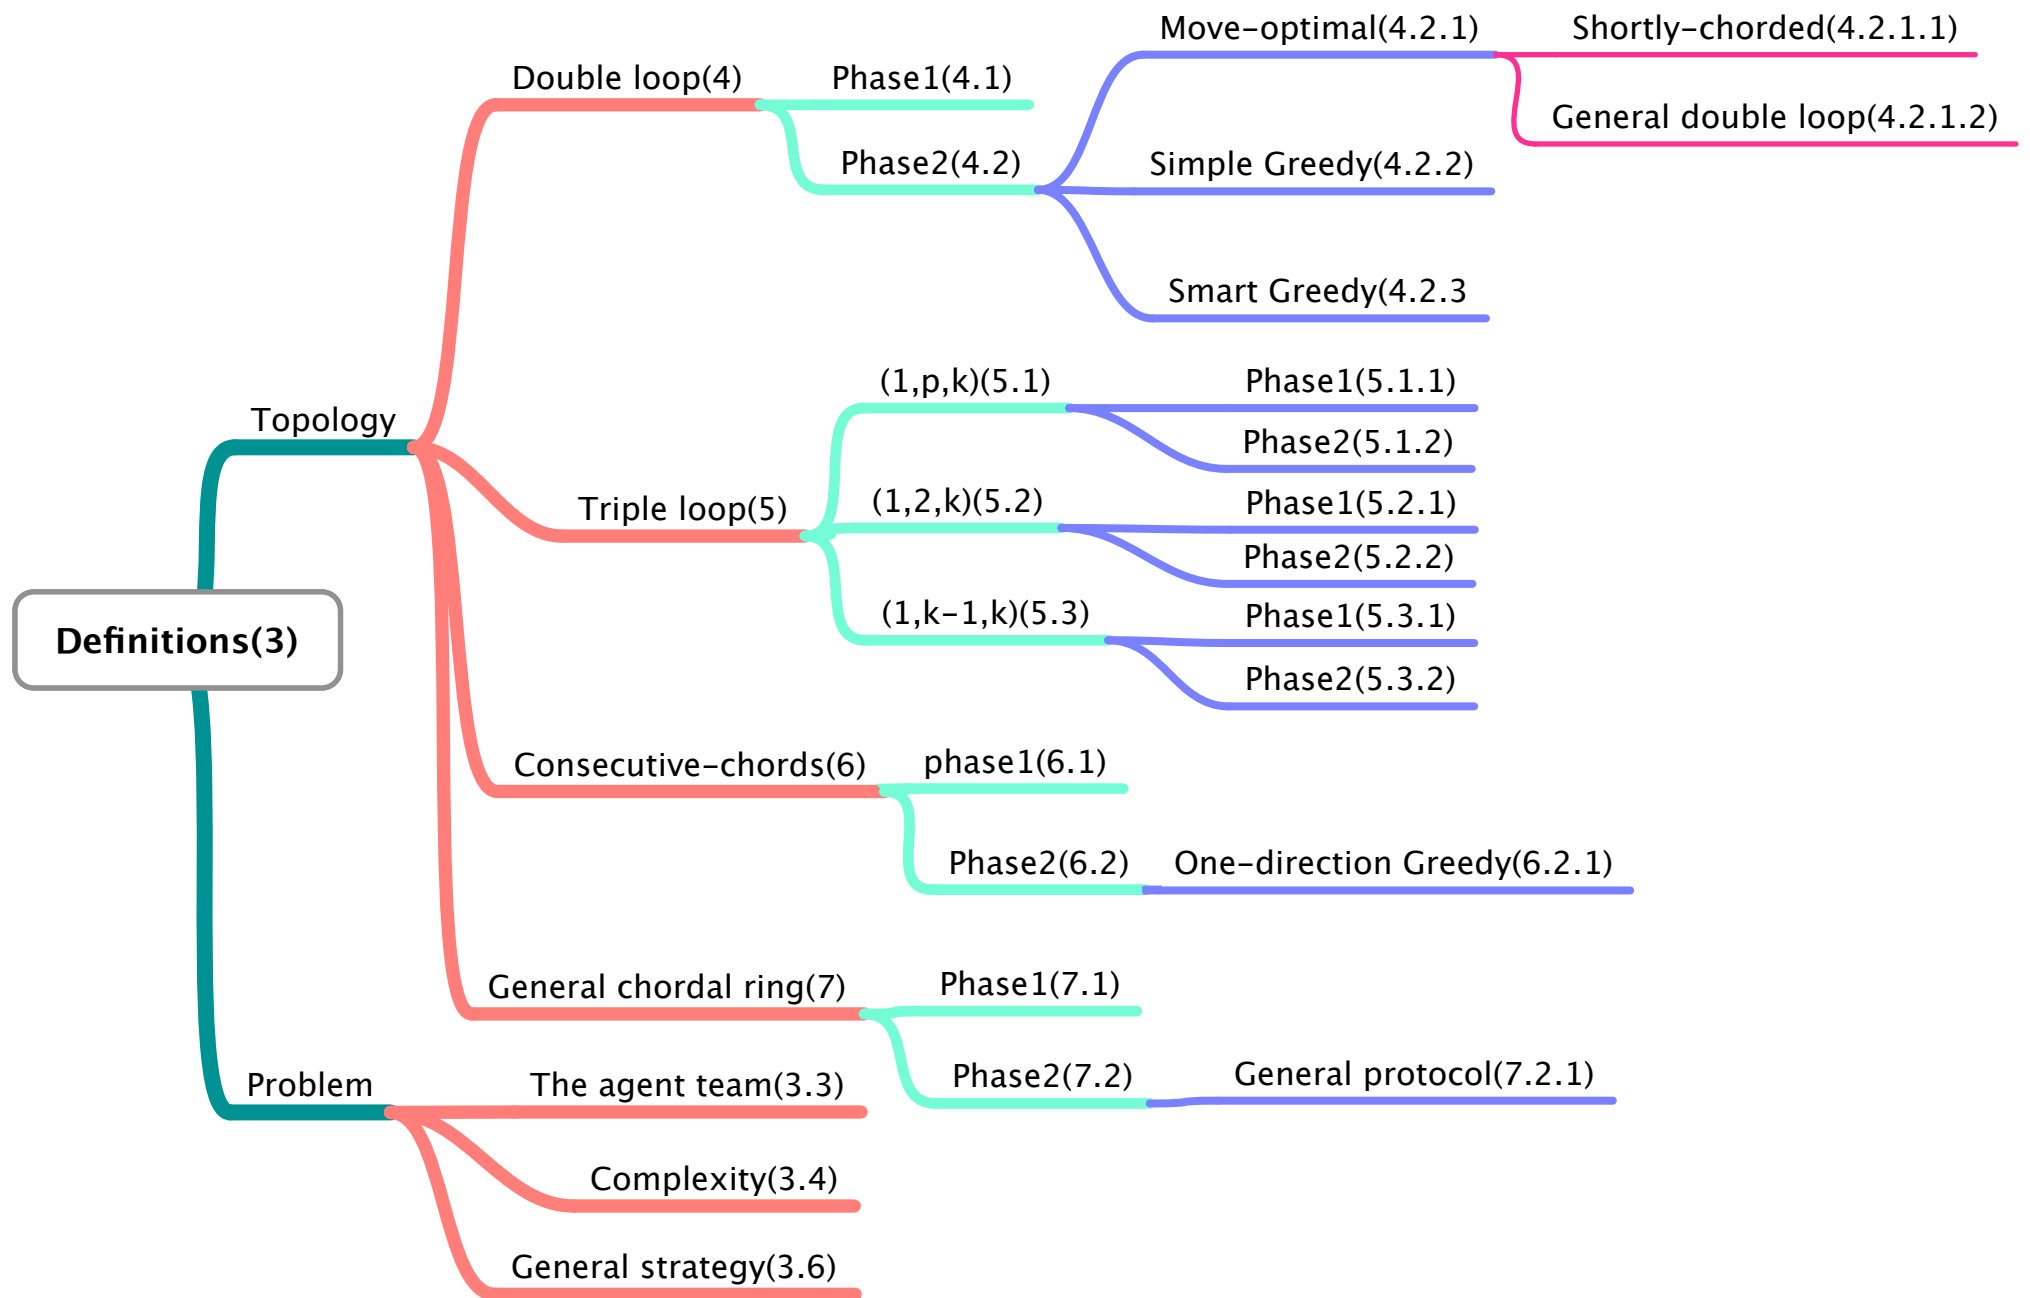 Move-optimal(4.2.1)
Shortly-chorded(4.2.1.1)
Double loop(4)
Phase1(4.1)
General double loop(4.2.1.2)
Phase2(4.2)
Simple Greedy(4.2.2)
Smart Greedy(4.2.3
(1,p,k)(5.1)
Phase1(5.1.1)
Topology
Phase2(5.1.2)
Triple loop(5)
(1,2,k)(5.2)
Phase1(5.2.1)
Phase2(5.2.2)
(1,k-1,k)(5.3)
Phase1(5.3.1)
Definitions(3)
Phase2(5.3.2)
Consecutive-chords(6)
phase1(6.1)
Phase2(6.2)
One-direction Greedy(6.2.1)
General chordal ring(7)
Phase1(7.1)
Problem
The agent team(3.3)
Phase2(7.2)
General protocol(7.2.1)
Complexity(3.4)
General strategy(3.6)